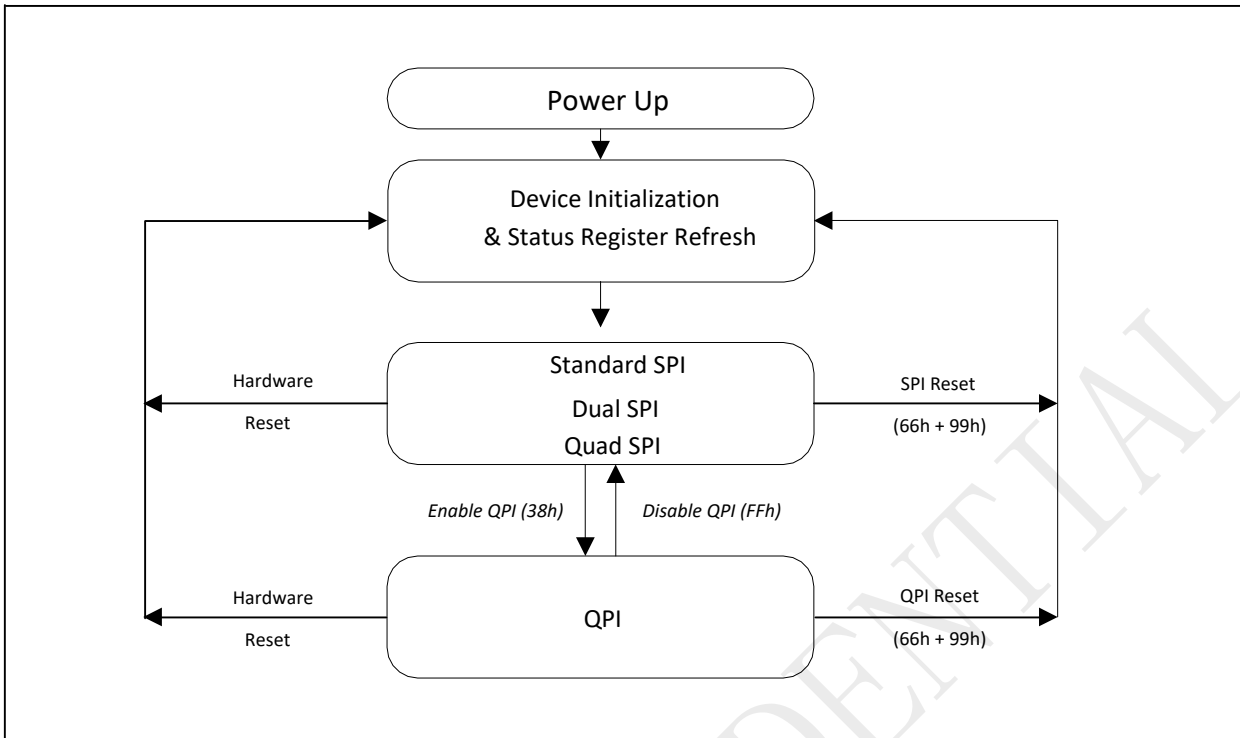 Power Up
Device Initialization
& Status Register Refresh
Standard SPI
Dual SPI
Quad SPI
Hardware
Reset
SPI Reset
(66h + 99h)
Enable QPI (38h)
Disable QPI (FFh)
QPI
Hardware
Reset
QPI Reset
(66h + 99h)
DENTIAL